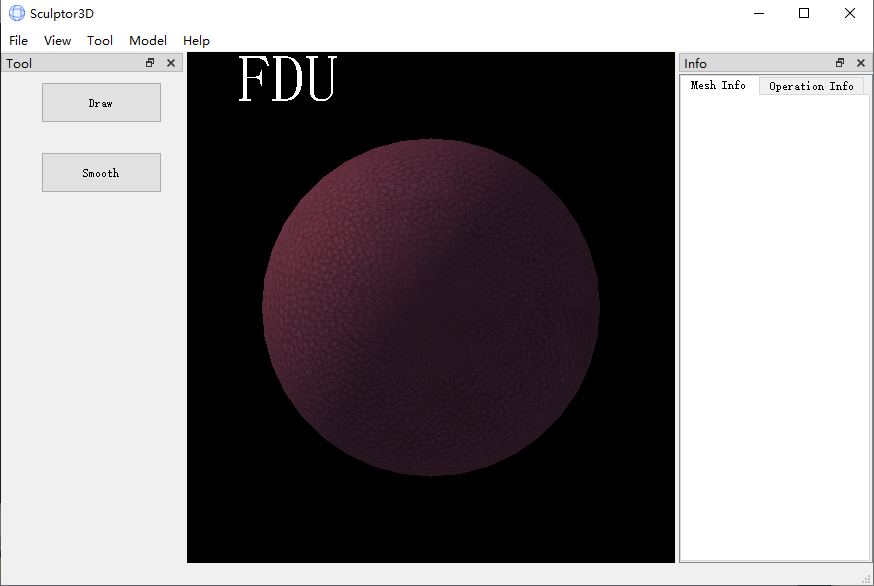 Sculptor3D
File View Tool Model Help
Tool
Draw
Smooth
FDU
Info
Mesh Info Operation Info